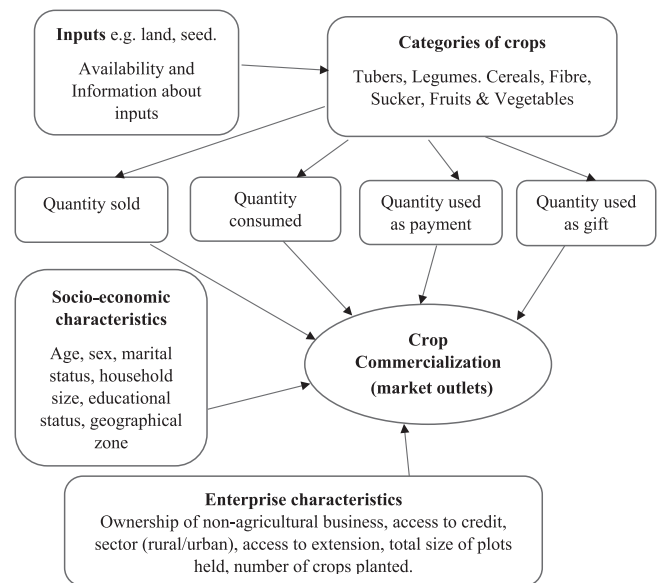 Inputs e.g. land, seed.
Availability and
Information about
inputs
Categories of crops
Tubers, Legumes. Cereals, Fibre,
Sucker, Fruits & Vegetables
Quantity sold
Quantity
consumed
Quantity used
as payment
Quantity used
as gift
Socio-economic
characteristics
Age, sex, marital
status, household
size, educational
status, geographical
zone
Crop
Commercialization
(market outlets)
Enterprise characteristics
Ownership of non-agricultural business, access to credit,
sector (rural/urban), access to extension, total size of plots
held, number of crops planted.